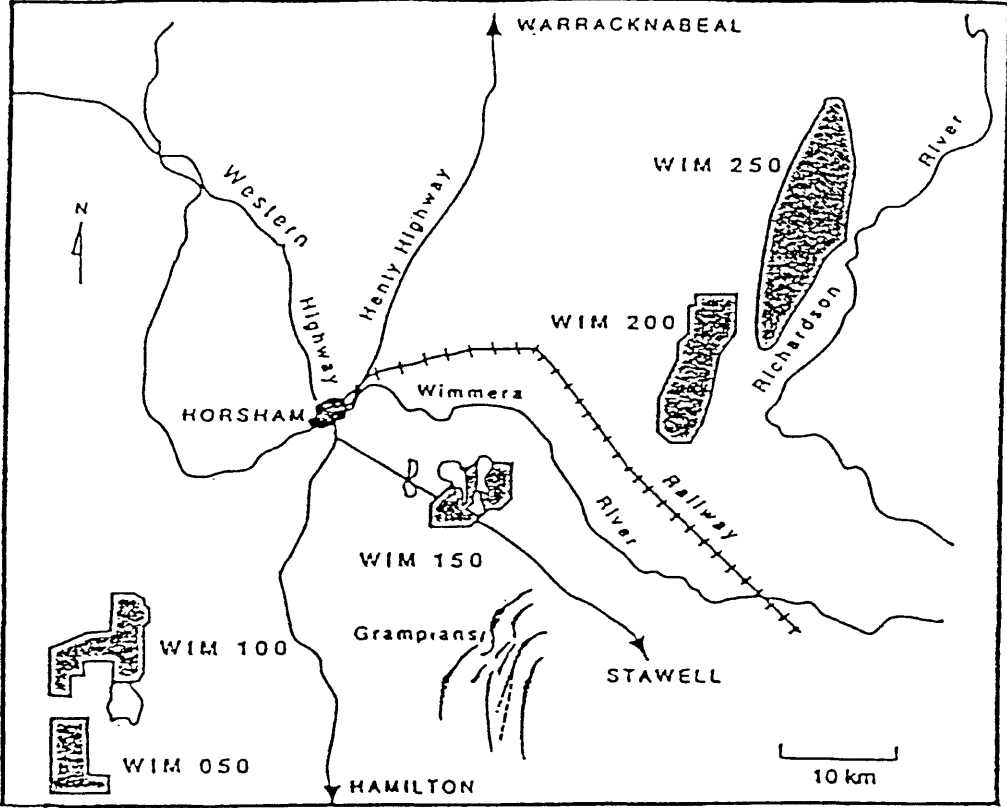 WARRACKNABEAL
WIM 250
River
N
Western
Highway
Henty Highway
WIM 200
Richardson
HORSHAM
Wimmera
River
Railway
WIM 150
WIM 100
Grampians
STAWELL
WIM 050
HAMILTON
10 km